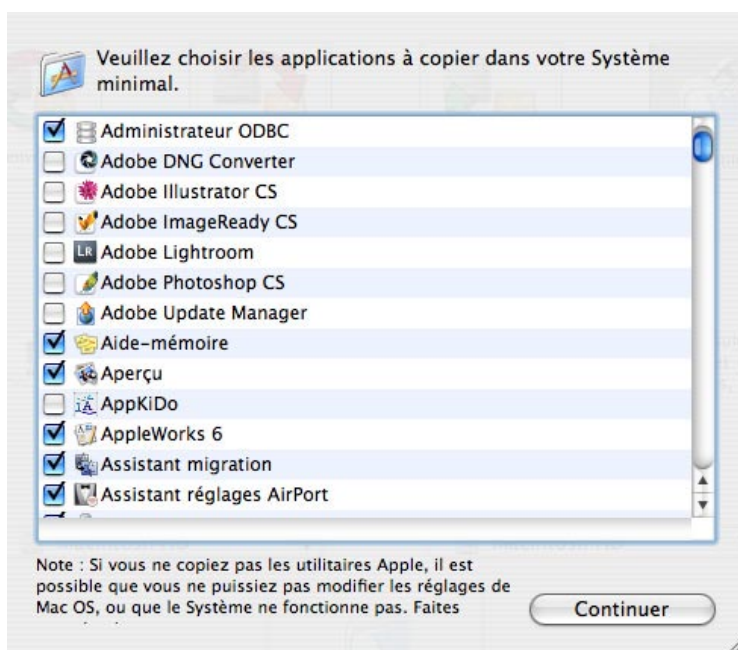 Veuillez choisir les applications à copier dans votre Système
minimal.
Administrateur ODBC
Adobe DNG Converter
Adobe Illustrator CS
Adobe ImageReady CS
LR Adobe Lightroom
Adobe Photoshop CS
Adobe Update Manager
Aide-mémoire
Aperçu
AppKiDo
AppleWorks 6
Assistant migration
Assistant réglages AirPort
Note : Si vous ne copiez pas les utilitaires Apple, il est
possible que vous ne puissiez pas modifier les réglages de
Mac OS, ou que le Système ne fonctionne pas. Faites
Continuer